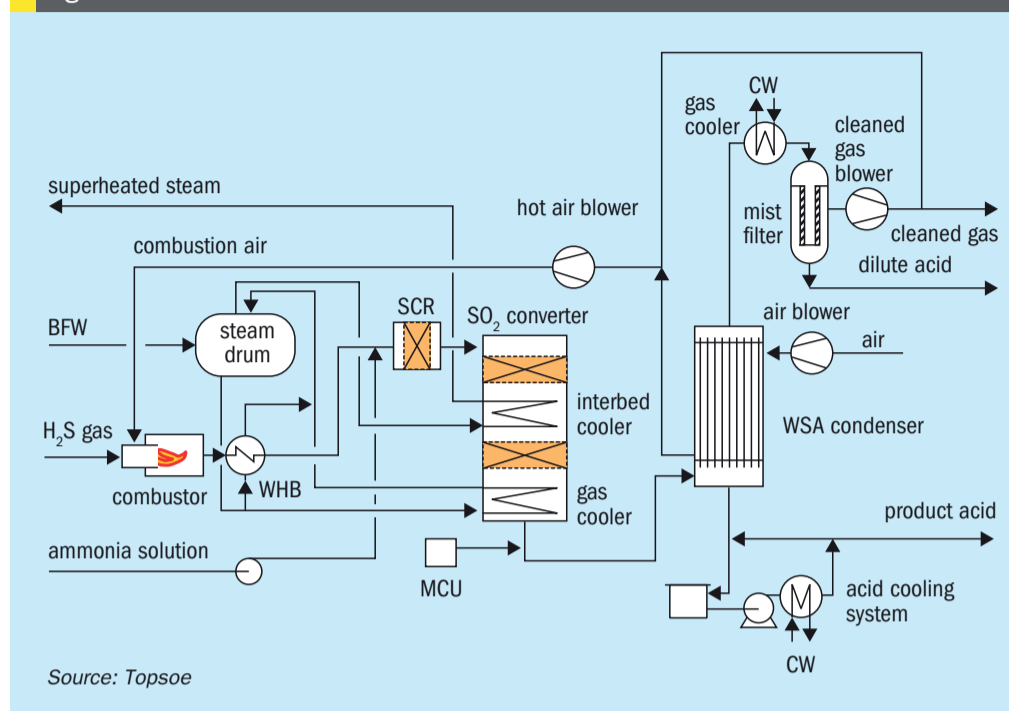 CW
gas
cooler
cleaned
gas
blower
superheated steam
hot air blower
mist
filter
cleaned gas
combustion air
dilute acid
SCR
SO2 converter
air blower
BFW
steam
drum
air
interbed
cooler
H2S gas
WSA condenser
combustor
WHB
gas
cooler
product acid
ammonia solution
MCU
acid cooling
system
CW
Source: Topsoe